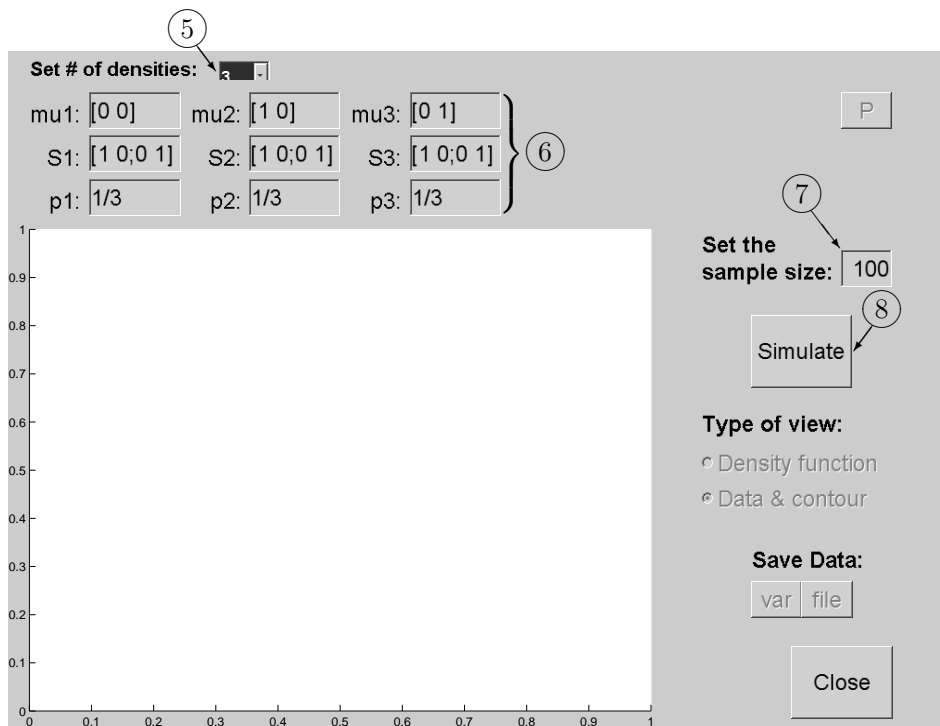 5
Set # of densities: 3
mu1: [0 0] mu2: [1 0] mu3: [0 1]
P
S1: [1 0;0 1] S2: [1 0;0 1] S3: [1 0;0 1]
6
p1: 1/3 p2: 1/3 p3: 1/3
7
Set the
sample size: 100
8
Simulate
Type of view:
Density function
Data & contour
Save Data:
var file
Close
1
0.9
0.8
0.7
0.6
0.5
0.4
0.3
0.2
0.1
0
0 0.1 0.2 0.3 0.4 0.5 0.6 0.7 0.8 0.9 1